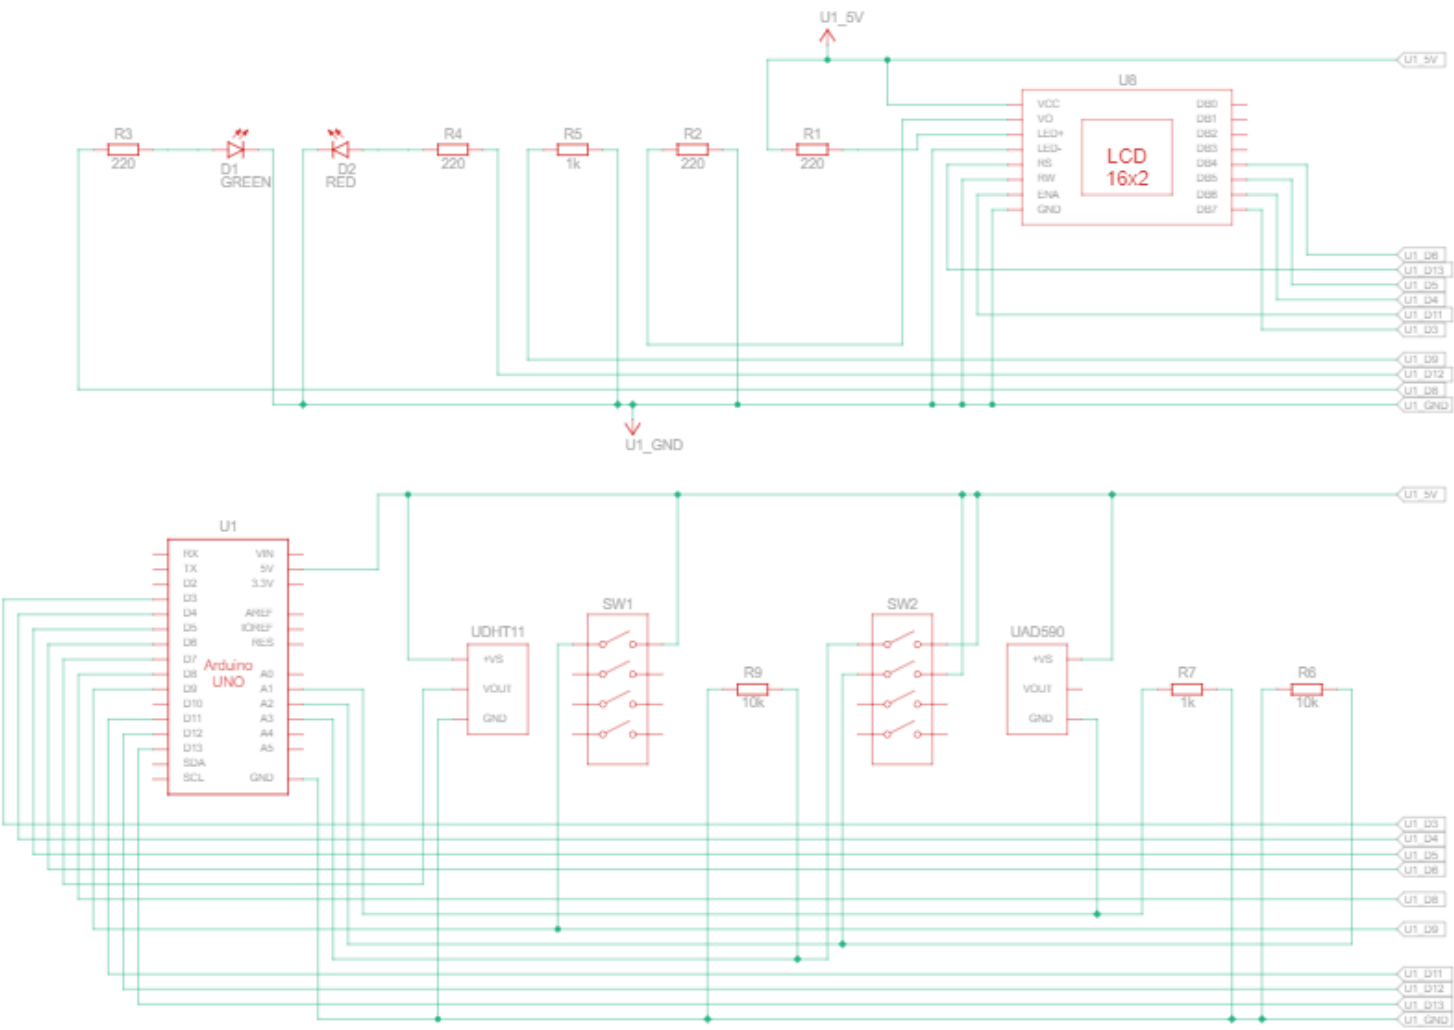 U1_5V
U1_5V
U8
VCC DB0
VO DB1
LED+ DB2
LED- DB3
RS DB4
RW DB5
ENA DB6
GND DB7
LCD
16x2
R3
220
D1
GREEN
D2
RED
R4
220
R5
1k
R2
220
R1
220
U1_D6
U1_D13
U1_D5
U1_D4
U1_D11
U1_D3
U1_D9
U1_D12
U1_D8
U1_GND
U1_GND
U1_5V
U1
RX VIN
TX 5V
D2 3.3V
D3
D4 AREF
D5 IOREF
D6 RES
D7
D8 A0
D9 A1
D10 A2
D11 A3
D12 A4
D13 A5
SDA
SCL GND
Arduino
UNO
UDHT11
+VS
VOUT
GND
SW1
R9
10k
SW2
UAD590
+VS
VOUT
GND
R7
1k
R6
10k
U1_D3
U1_D4
U1_D5
U1_D6
U1_D8
U1_D9
U1_D11
U1_D12
U1_D13
U1_GND